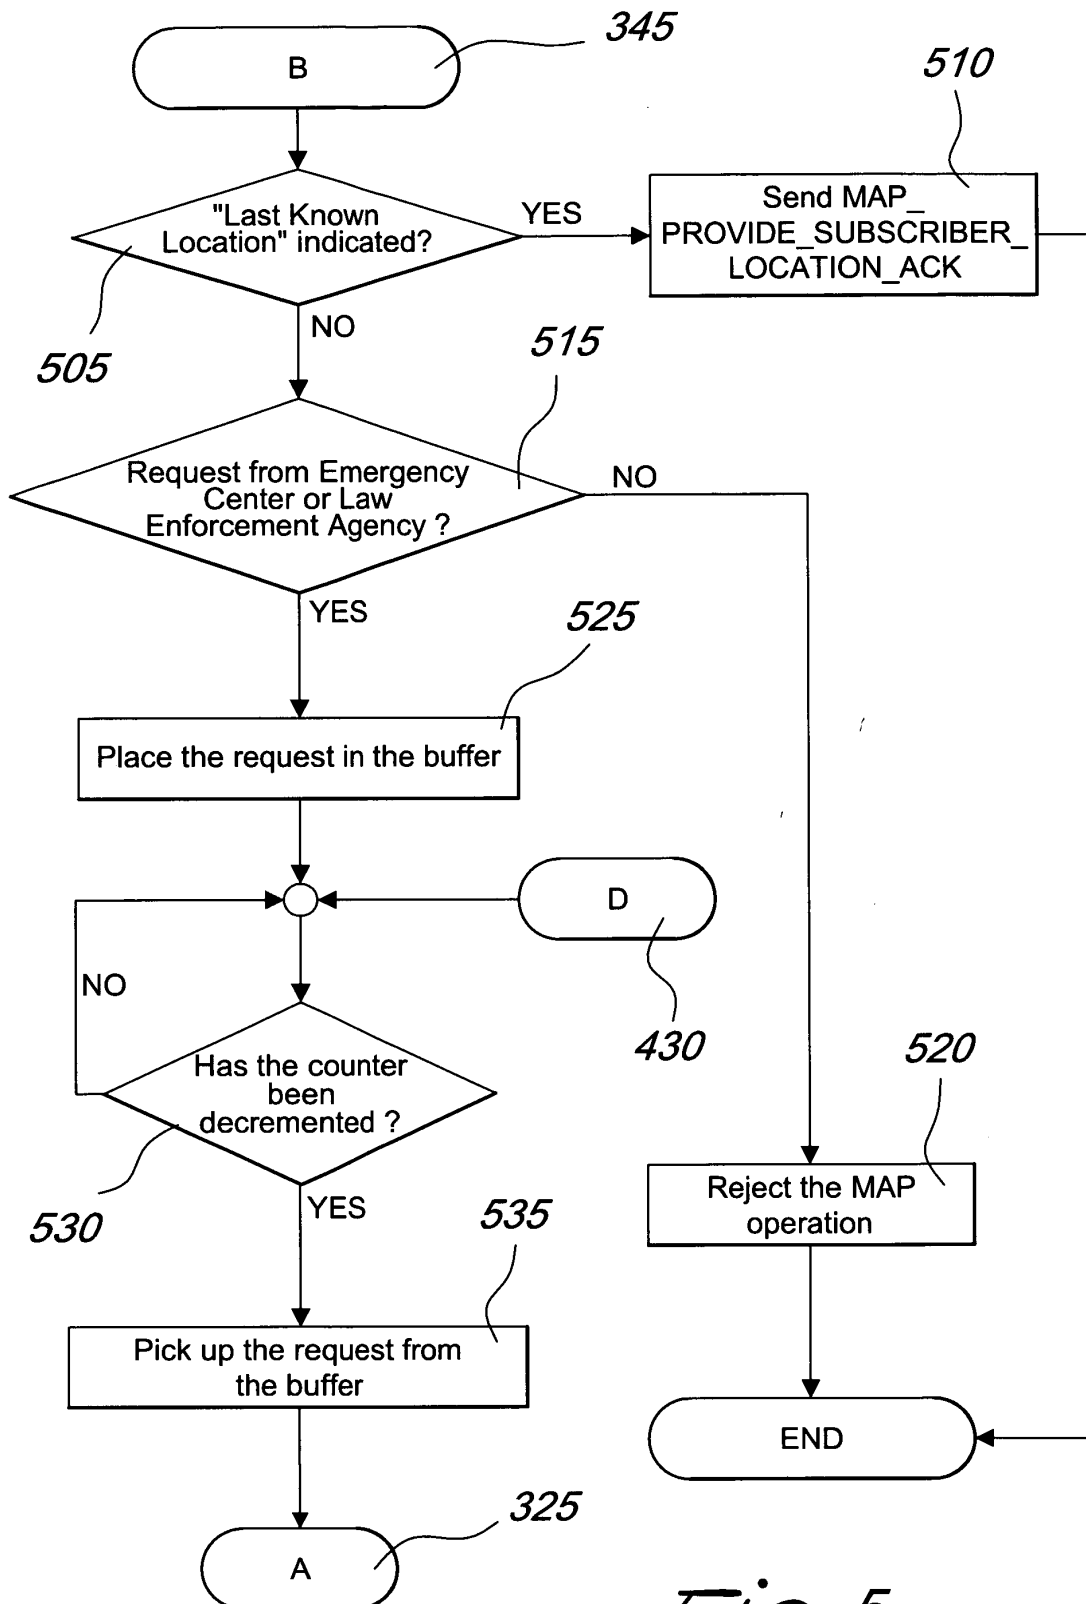 345
B
510
"Last Known
Location" indicated?
YES
Send MAP_
PROVIDE_SUBSCRIBER_
LOCATION_ACK
505
NO
515
Request from Emergency
Center or Law
Enforcement Agency ?
NO
YES
525
Place the request in the buffer
D
NO
430
520
Has the counter
been
decremented ?
530
YES
535
Reject the MAP
operation
Pick up the request from
the buffer
END
325
A
Fig. 5